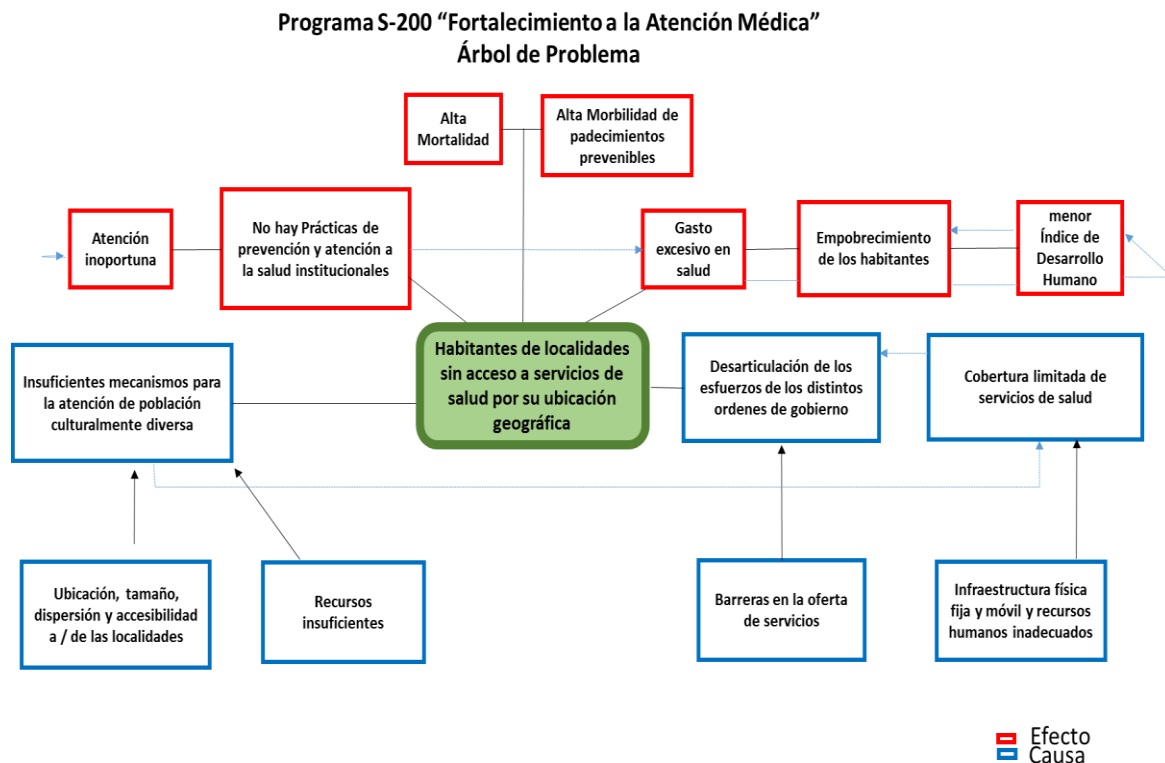 Programa S-200 “Fortalecimiento a la Atención Médica”
Árbol de Problema
Alta
Mortalidad
Alta Morbilidad de
padecimientos
prevenibles
Atención
inoportuna
No hay Prácticas de
prevención y atención a
la salud institucionales
Gasto
excesivo en
salud
Empobrecimiento
de los habitantes
menor
Índice de
Desarrollo
Humano
Insuficientes mecanismos para
la atención de población
culturalmente diversa
Habitantes de localidades
sin acceso a servicios de
salud por su ubicación
geográfica
Desarticulación de los
esfuerzos de los distintos
ordenes de gobierno
Cobertura limitada de
servicios de salud
Ubicación, tamaño,
dispersión y accesibilidad
a / de las localidades
Recursos
insuficientes
Barreras en la oferta
de servicios
Infraestructura física
fija y móvil y recursos
humanos inadecuados
Efecto
Causa